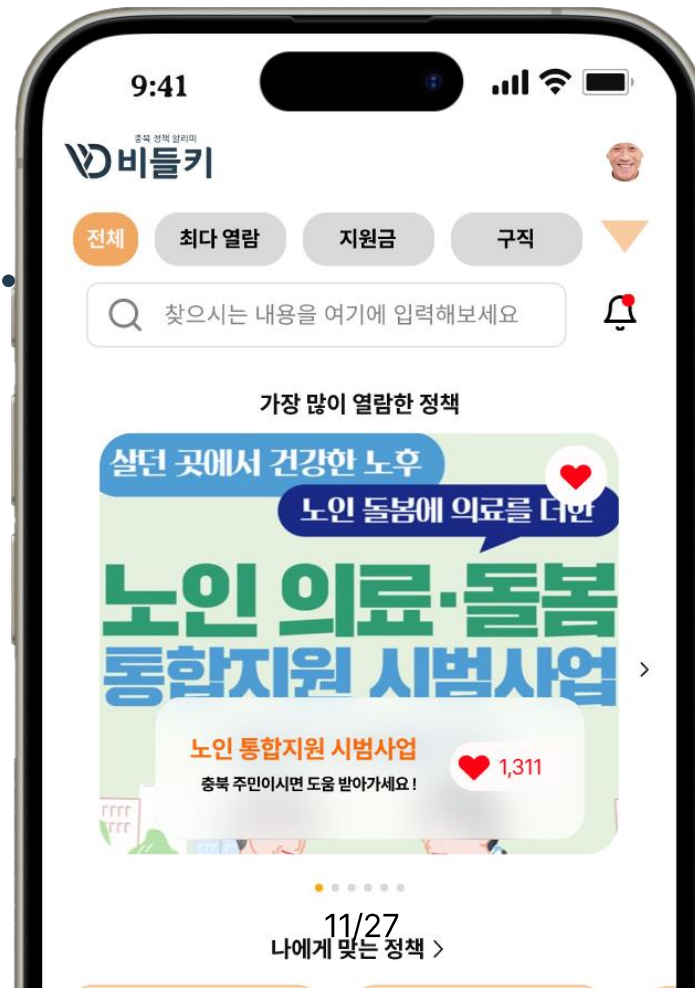 9:41
충북 정책 알리미
비들키
전체
최다 열람
지원금
구직
찾으시는 내용을 여기에 입력해보세요
가장 많이 열람한 정책
살던 곳에서 건강한 노후
노인 돌봄에 의료를 더한
노인 의료·돌봄
통합지원 시범사업
노인 통합지원 시범사업
충북 주민이시면 도움 받아가세요 !
1,311
11/27
나에게 맞는 정책 >